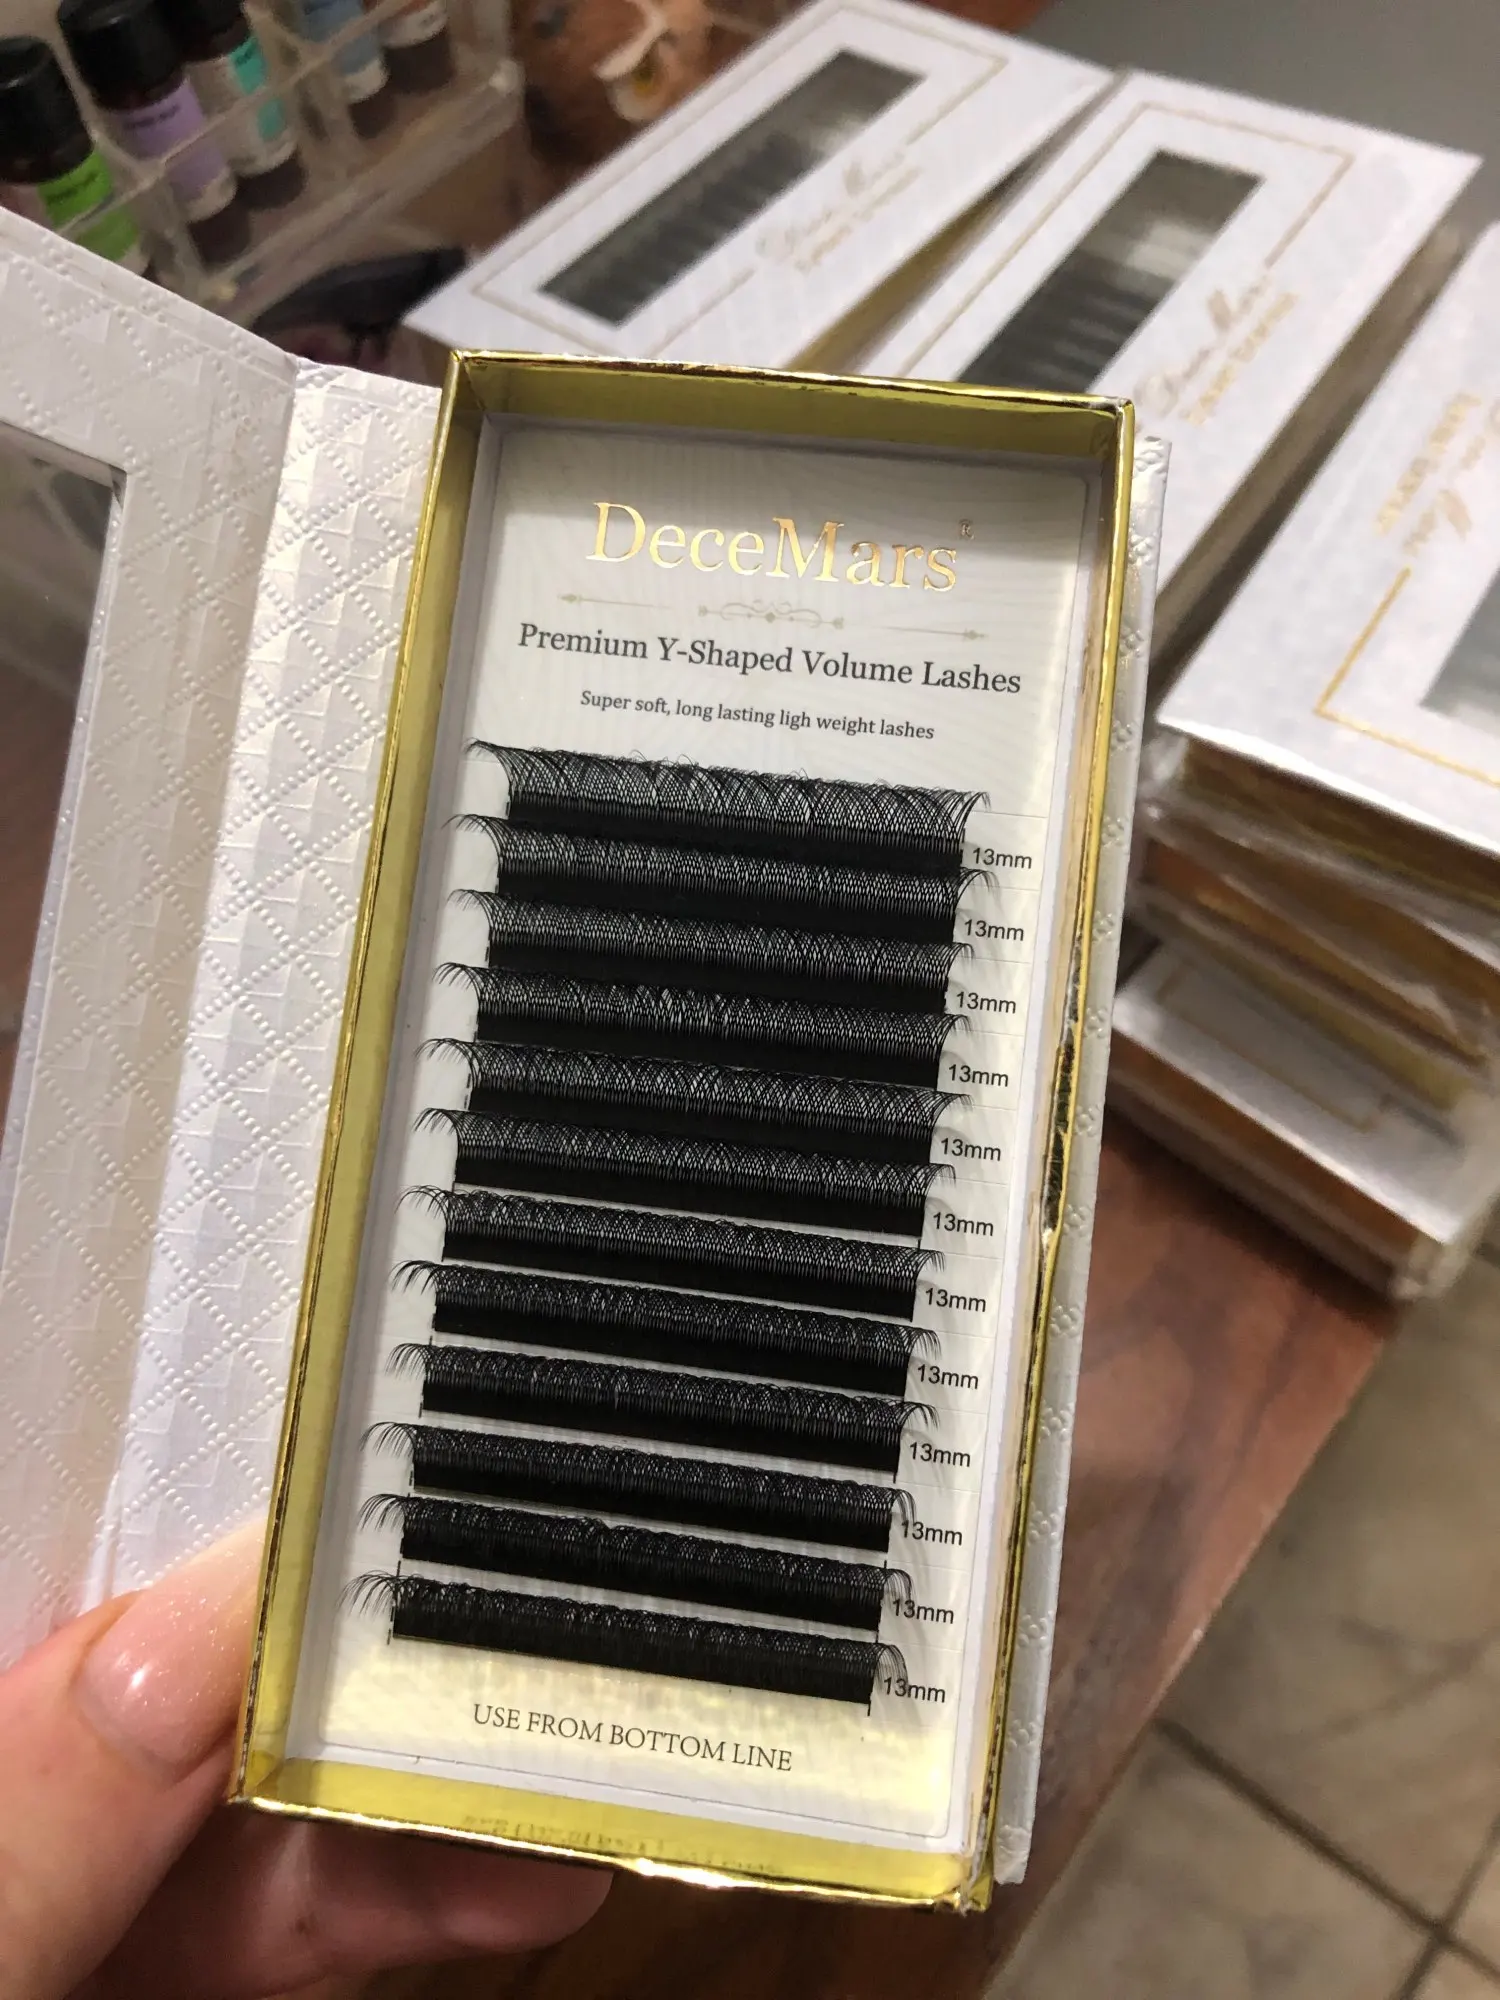 DeceMars®
Premium Y-Shaped Volume Lashes
Super soft, long lasting ligh weight lashes
13mm
13mm
13mm
13mm
13mm
13mm
13mm
13mm
13mm
13mm
13mm
13mm
USE FROM BOTTOM LINE